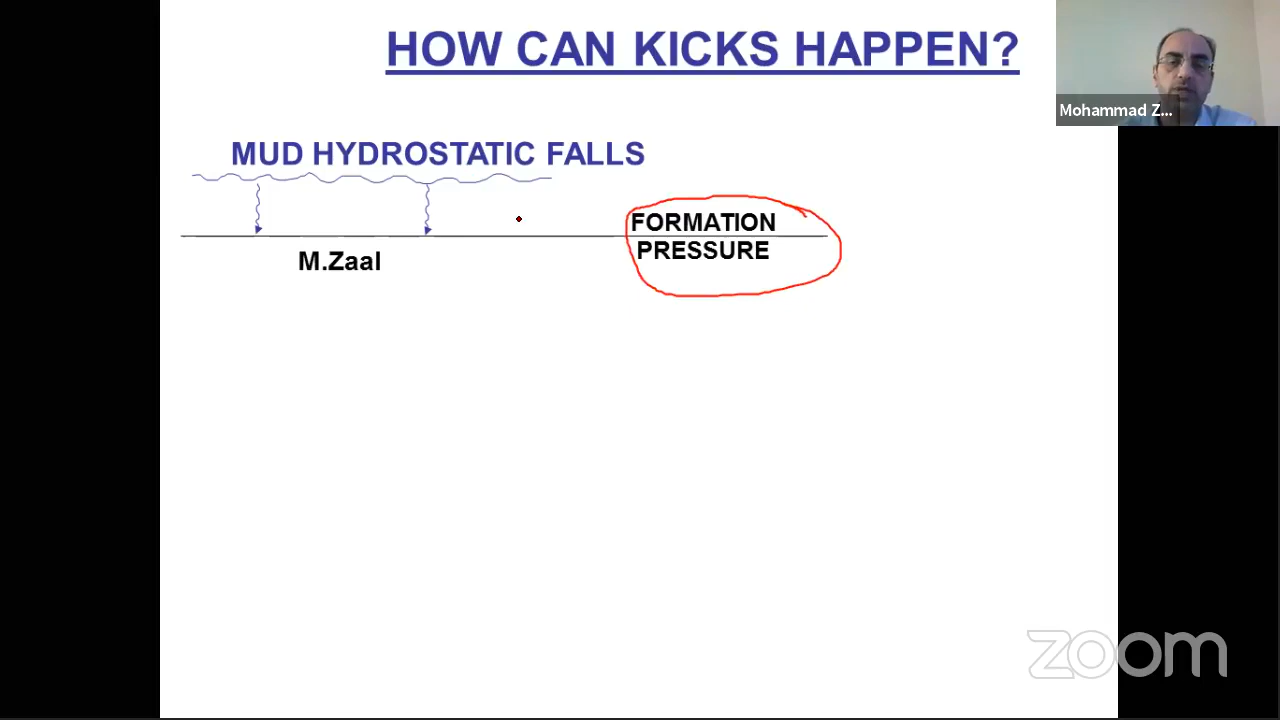 HOW CAN KICKS HAPPEN?
Mohammad Z...
MUD HYDROSTATIC FALLS
FORMATION
PRESSURE
M.Zaal
zoom